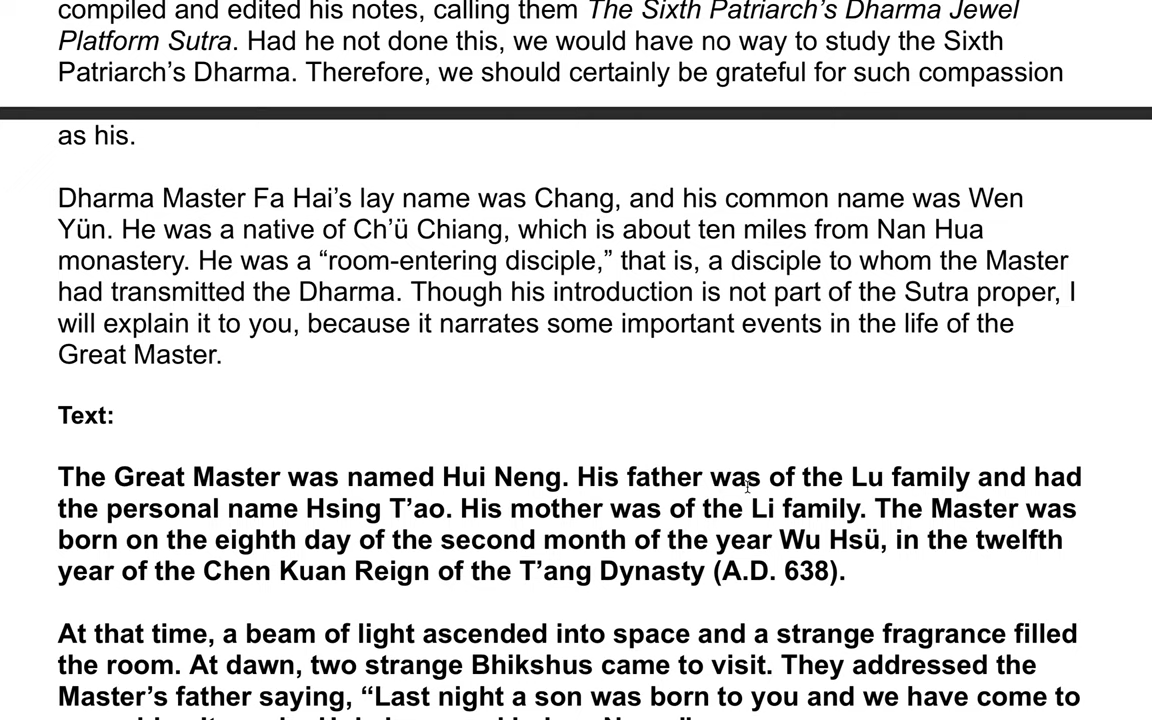 compiled and edited his notes, calling them The Sixth Patriarch’s Dharma Jewel
Platform Sutra. Had he not done this, we would have no way to study the Sixth
Patriarch’s Dharma. Therefore, we should certainly be grateful for such compassion
as his.
Dharma Master Fa Hai’s lay name was Chang, and his common name was Wen
Yün. He was a native of Ch’ü Chiang, which is about ten miles from Nan Hua
monastery. He was a “room-entering disciple,” that is, a disciple to whom the Master
had transmitted the Dharma. Though his introduction is not part of the Sutra proper, I
will explain it to you, because it narrates some important events in the life of the
Great Master.
Text:
The Great Master was named Hui Neng. His father was of the Lu family and had
the personal name Hsing T’ao. His mother was of the Li family. The Master was
born on the eighth day of the second month of the year Wu Hsü, in the twelfth
year of the Chen Kuan Reign of the T’ang Dynasty (A.D. 638).
At that time, a beam of light ascended into space and a strange fragrance filled
the room. At dawn, two strange Bhikshus came to visit. They addressed the
Master’s father saying, “Last night a son was born to you and we have come to